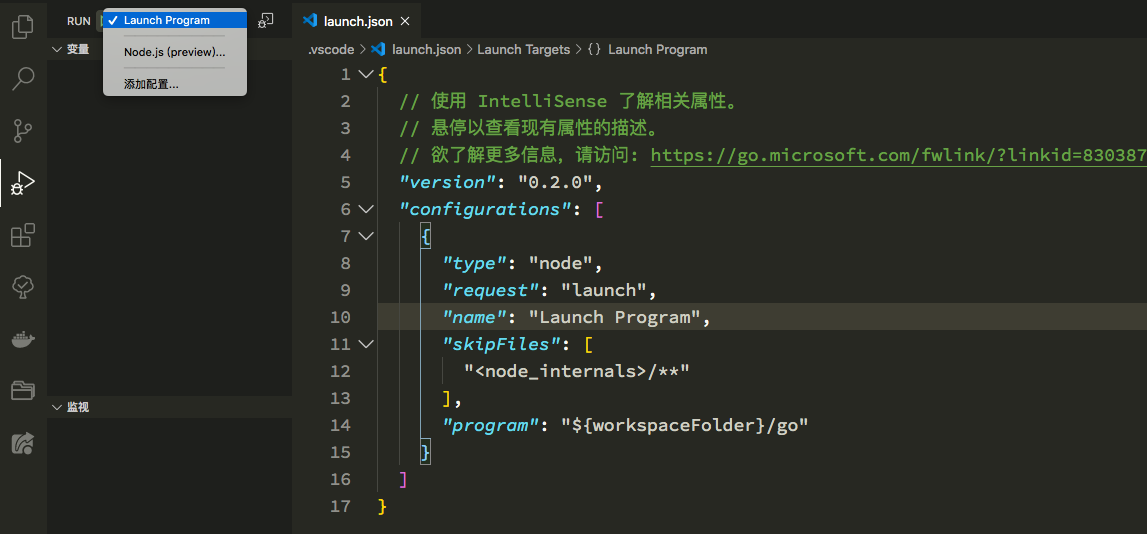 RUN
Launch Program
Node.js (preview)...
添加配置...
变量
监视
launch.json
.vscode > launch.json > Launch Targets > {} Launch Program
1 {
2 // 使用 IntelliSense 了解相关属性。
3 // 悬停以查看现有属性的描述。
4 // 欲了解更多信息，请访问: https://go.microsoft.com/fwlink/?linkid=830387
5 "version": "0.2.0",
6 "configurations": [
7 {
8 "type": "node",
9 "request": "launch",
10 "name": "Launch Program",
11 "skipFiles": [
12 "<node_internals>/**"
13 ],
14 "program": "${workspaceFolder}/go"
15 }
16 ]
17 }